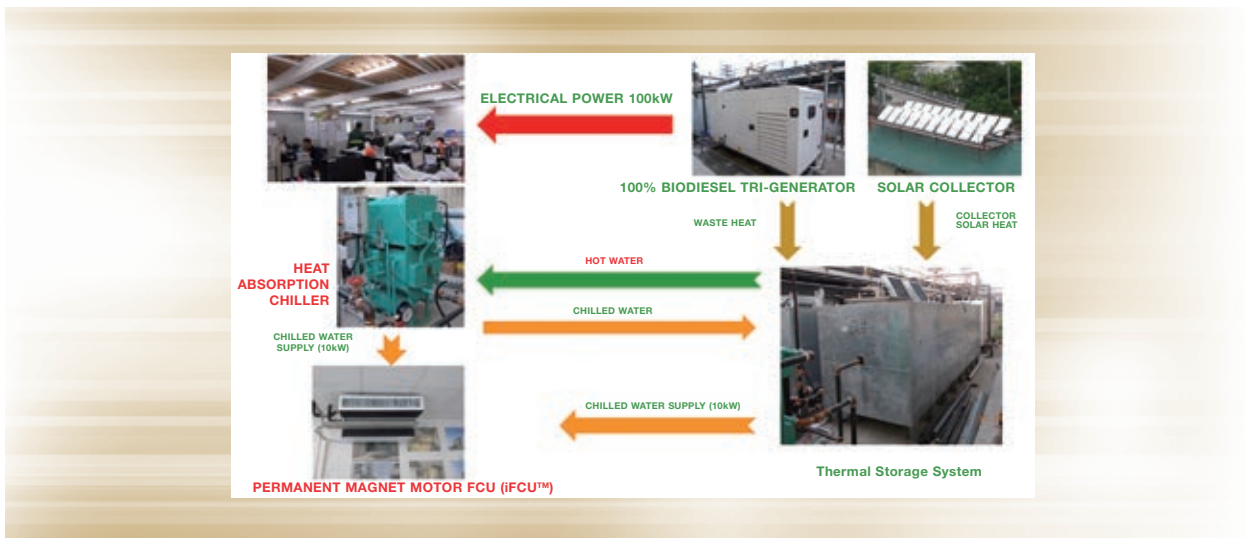 ELECTRICAL POWER 100kW
100% BIODIESEL TRI-GENERATOR
SOLAR COLLECTOR
WASTE HEAT
COLLECTOR
SOLAR HEAT
HEAT
ABSORPTION
CHILLER
HOT WATER
CHILLED WATER
CHILLED WATER
SUPPLY (10kW)
CHILLED WATER SUPPLY (10kW)
Thermal Storage System
PERMANENT MAGNET MOTOR FCU (iFCU™)